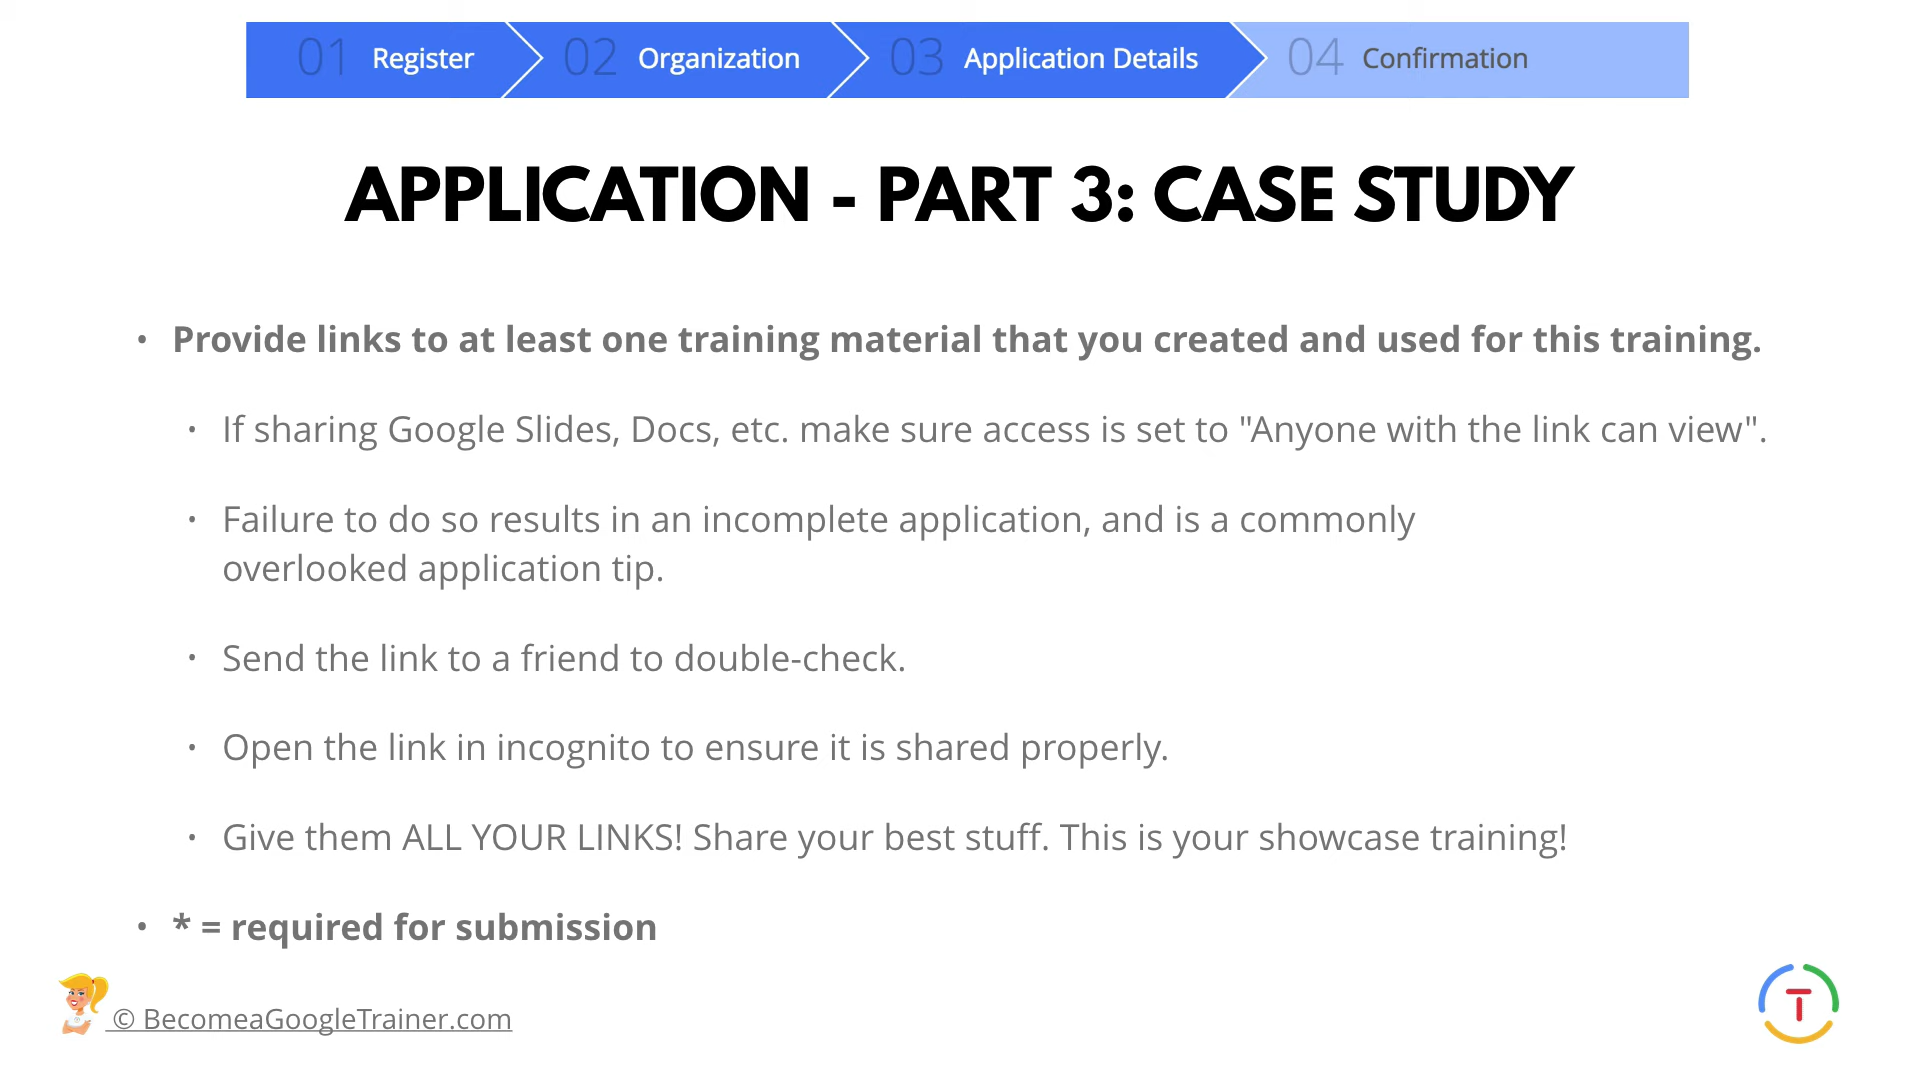 01 Register 02 Organization 03 Application Details 04 Confirmation
APPLICATION - PART 3: CASE STUDY
• Provide links to at least one training material that you created and used for this training.
• If sharing Google Slides, Docs, etc. make sure access is set to "Anyone with the link can view".
• Failure to do so results in an incomplete application, and is a commonly
overlooked application tip.
• Send the link to a friend to double-check.
• Open the link in incognito to ensure it is shared properly.
• Give them ALL YOUR LINKS! Share your best stuff. This is your showcase training!
• * = required for submission
© BecomeaGoogleTrainer.com
T